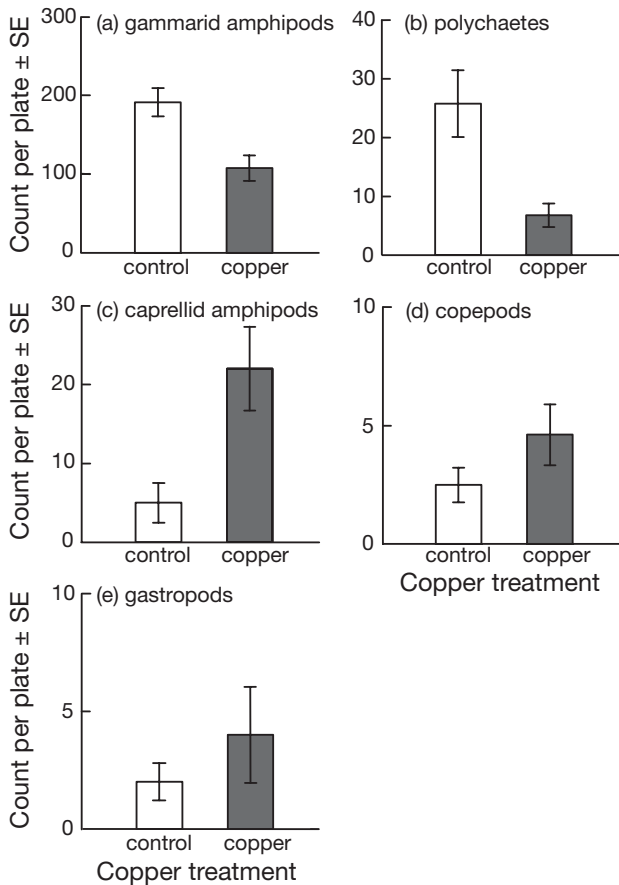 Count per plate ± SE
300
200
100
0
(a) gammarid amphipods
control copper
40
30
20
10
0
(b) polychaetes
control copper
Count per plate ± SE
30
20
10
0
(c) caprellid amphipods
control copper
10
5
0
(d) copepods
control copper
Copper treatment
Count per plate ± SE
10
5
0
(e) gastropods
control copper
Copper treatment